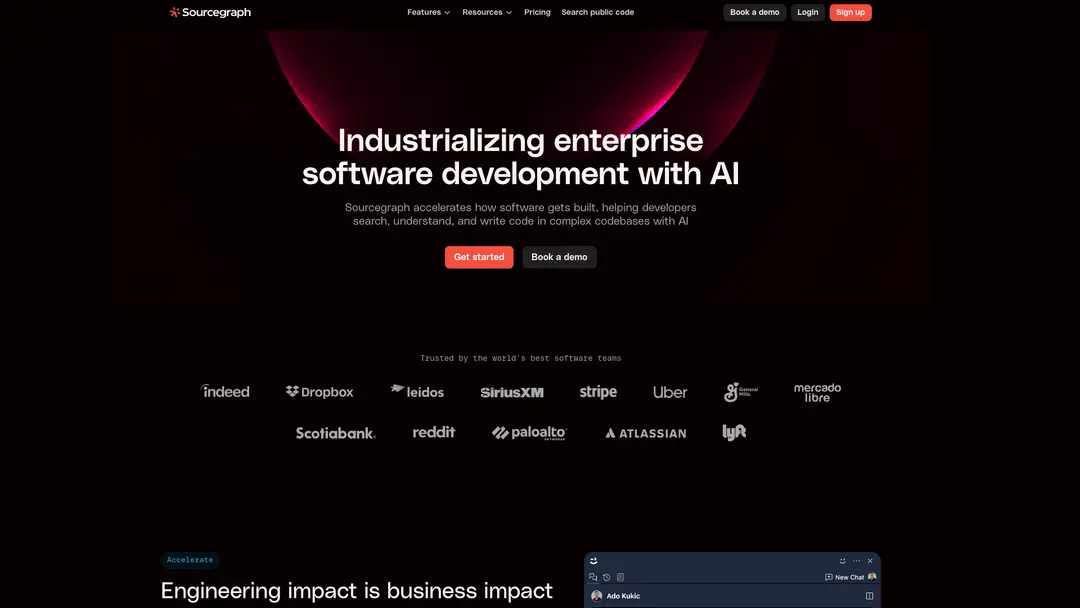 Sourcegraph
Features Resources Pricing Search public code
Book a demo Login Sign up
Industrializing enterprise
software development with AI
Sourcegraph accelerates how software gets built, helping developers
search, understand, and write code in complex codebases with AI
Get started Book a demo
Trusted by the world's best software teams
indeed Dropbox leidos SiriusXM stripe Uber General Mills mercado libre
Scotiabank. reddit paloalto NETWORKS ATLASSIAN lyft
Accelerate
Engineering impact is business impact
New Chat
Ado Kukic